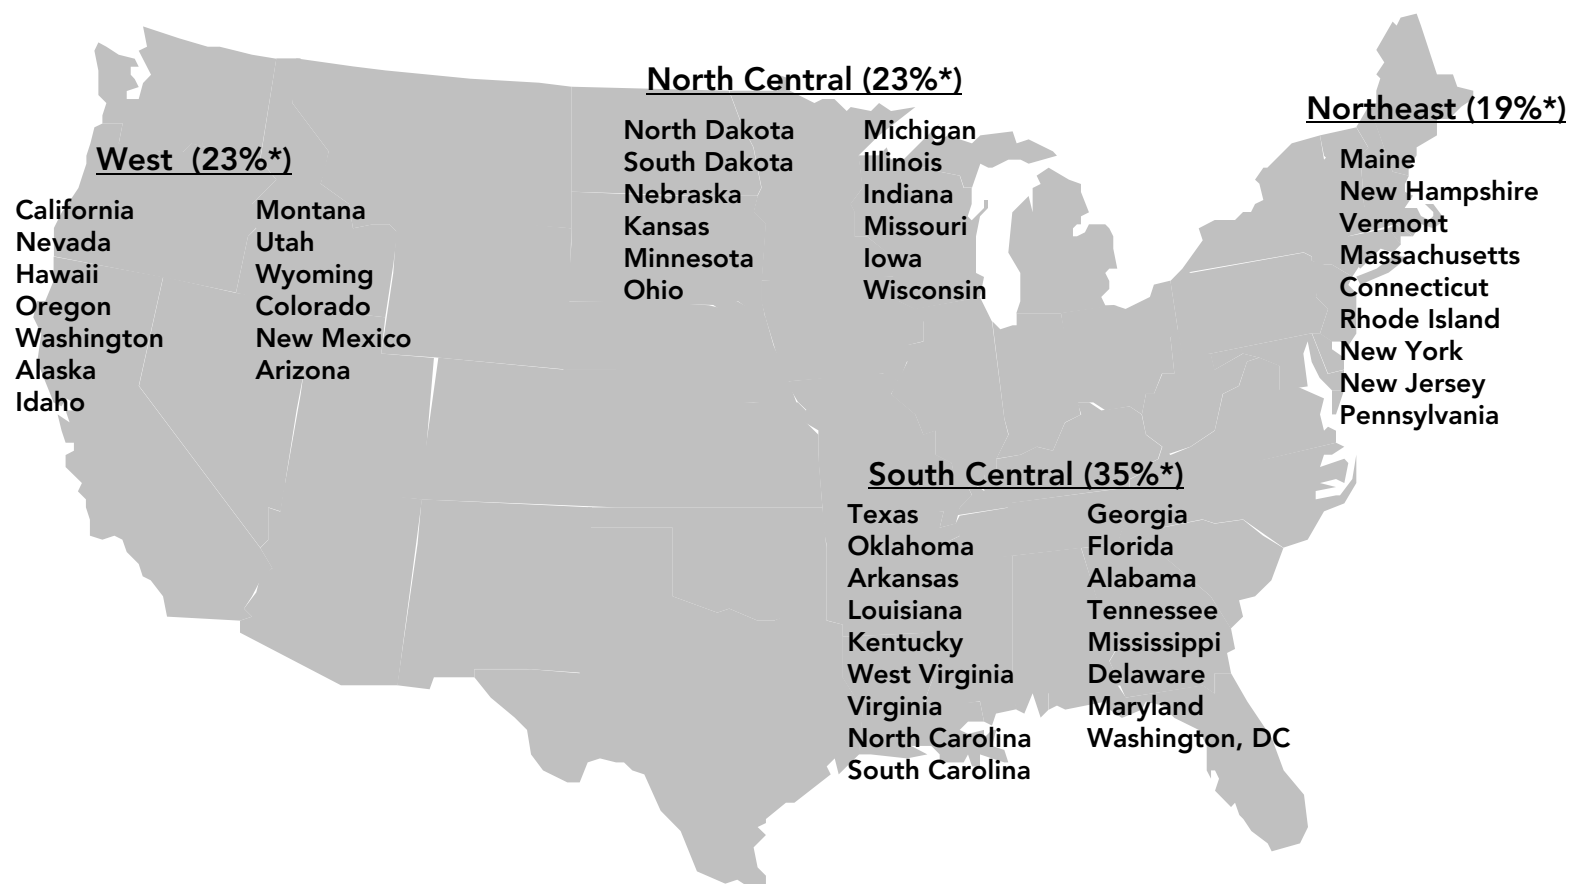 North Central (23%*)
North Dakota
South Dakota
Nebraska
Kansas
Minnesota
Ohio
Michigan
Illinois
Indiana
Missouri
Iowa
Wisconsin
Northeast (19%*)
Maine
New Hampshire
Vermont
Massachusetts
Connecticut
Rhode Island
New York
New Jersey
Pennsylvania
West  (23%*)
California
Nevada
Hawaii
Oregon
Washington
Alaska
Idaho
Montana
Utah
Wyoming
Colorado
New Mexico
Arizona
South Central (35%*)
Texas
Oklahoma
Arkansas
Louisiana
Kentucky
West Virginia
Virginia
North Carolina
South Carolina
Georgia
Florida
Alabama
Tennessee
Mississippi
Delaware
Maryland
Washington, DC